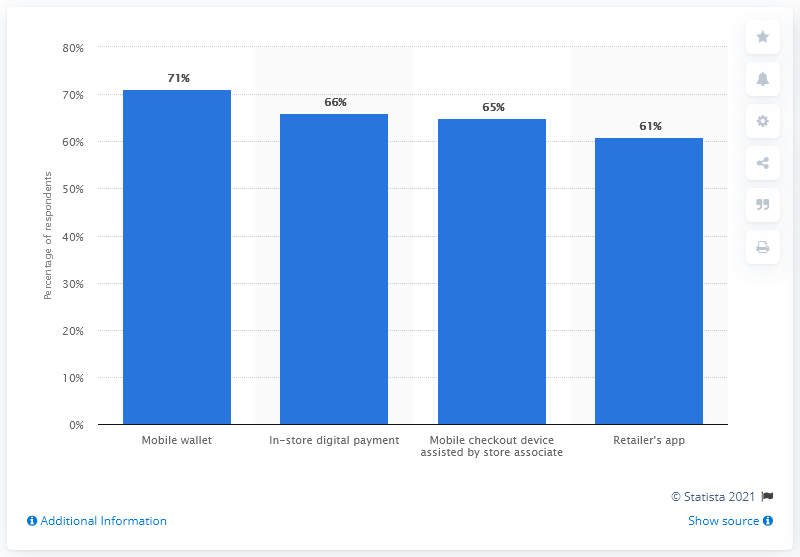 80%
70%
60%
50%
40%
30%
20%
10%
0%
Percentage of respondents
71%
66%
65%
61%
Mobile wallet
In-store digital payment
Mobile checkout device
assisted by store associate
Retailer's app
© Statista 2021
Additional Information
Show source